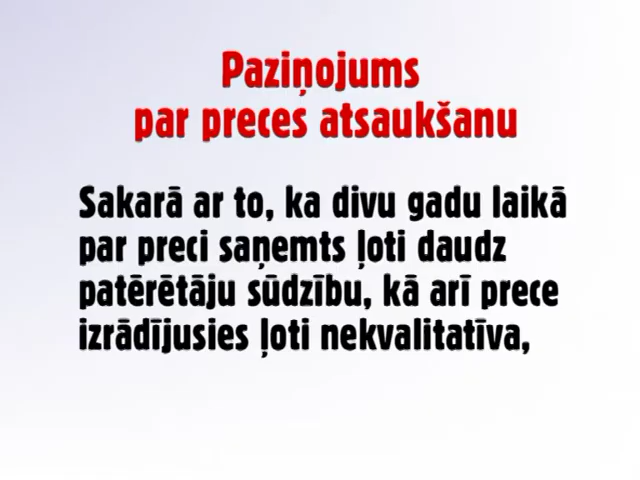 Paziņojums
par preces atsaukšanu
Sakarā ar to, ka divu gadu laikā
par preci saņemts ļoti daudz
patērētāju sūdzību, kā arī prece
izrādījusies ļoti nekvalitatīva,